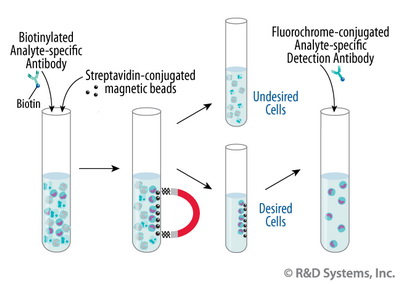 Biotinylated
Analyte-specific
Antibody
Biotin
Streptavidin-conjugated
magnetic beads
Undesired
Cells
Desired
Cells
Fluorochrome-conjugated
Analyte-specific
Detection Antibody
© R&D Systems, Inc.